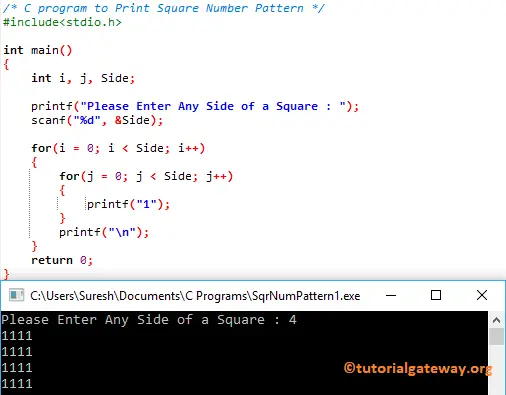 /* C program to Print Square Number Pattern */
#include<stdio.h>
int main()
{
int i, j, Side;
printf("Please Enter Any Side of a Square : ");
scanf("%d", &Side);
for(i = 0; i < Side; i++)
{
for(j = 0; j < Side; j++)
{
printf("1");
}
printf("\n");
}
return 0;
}
C:\Users\Suresh\Documents\C Programs\SqrNumPattern1.exe
Please Enter Any Side of a Square : 4
1111
1111
1111
1111
©tutorialgateway.org